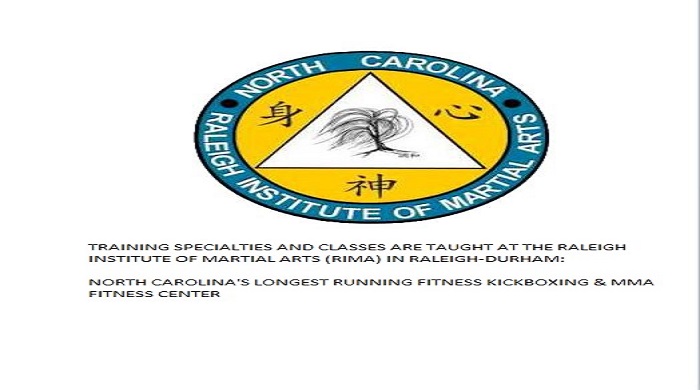 NORTH CAROLINA
身
心
神
RALEIGH INSTITUTE OF MARTIAL ARTS
TRAINING SPECIALTIES AND CLASSES ARE TAUGHT AT THE RALEIGH
INSTITUTE OF MARTIAL ARTS (RIMA) IN RALEIGH-DURHAM:
NORTH CAROLINA'S LONGEST RUNNING FITNESS KICKBOXING & MMA
FITNESS CENTER